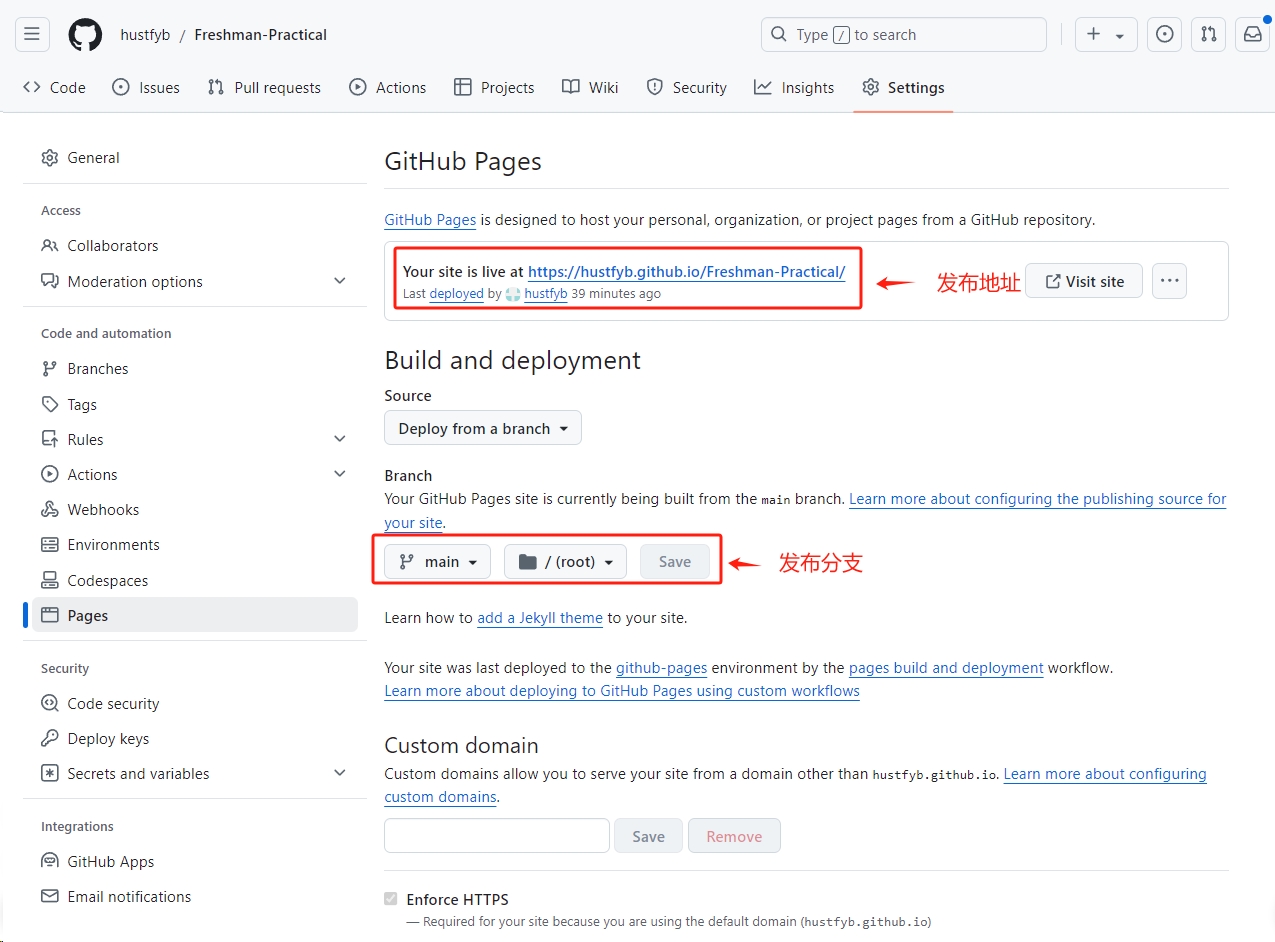 hustfyb / Freshman-Practical
Type / to search
Code
Issues
Pull requests
Actions
Projects
Wiki
Security
Insights
Settings
General
Access
Collaborators
Moderation options
Code and automation
Branches
Tags
Rules
Actions
Webhooks
Environments
Codespaces
Pages
Security
Code security
Deploy keys
Secrets and variables
Integrations
GitHub Apps
Email notifications
GitHub Pages
GitHub Pages is designed to host your personal, organization, or project pages from a GitHub repository.
Your site is live at https://hustfyb.github.io/Freshman-Practical/
Last deployed by hustfyb 39 minutes ago
发布地址
Visit site
Build and deployment
Source
Deploy from a branch
Branch
Your GitHub Pages site is currently being built from the main branch. Learn more about configuring the publishing source for
your site.
main
/ (root)
Save
发布分支
Learn how to add a Jekyll theme to your site.
Your site was last deployed to the github-pages environment by the pages build and deployment workflow.
Learn more about deploying to GitHub Pages using custom workflows
Custom domain
Custom domains allow you to serve your site from a domain other than hustfyb.github.io. Learn more about configuring
custom domains.
Save
Remove
Enforce HTTPS
— Required for your site because you are using the default domain (hustfyb.github.io)